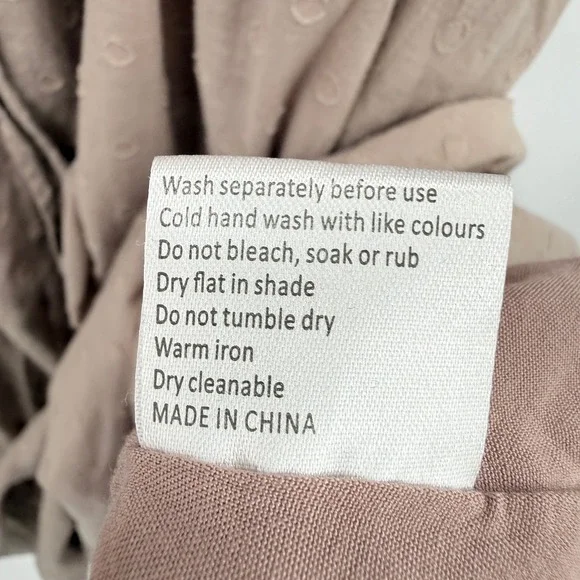 Wash separately before use
Cold hand wash with like colours
Do not bleach, soak or rub
Dry flat in shade
Do not tumble dry
Warm iron
Dry cleanable
MADE IN CHINA